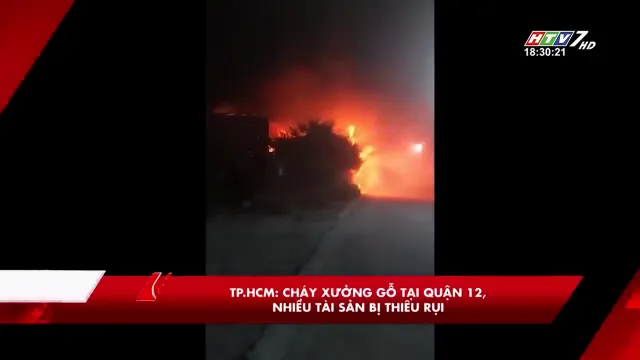 HTV7 HD
18:30:21
TP.HCM: CHÁY XƯỞNG GỖ TẠI QUẬN 12,
NHIỀU TÀI SẢN BỊ THIÊU RỤI